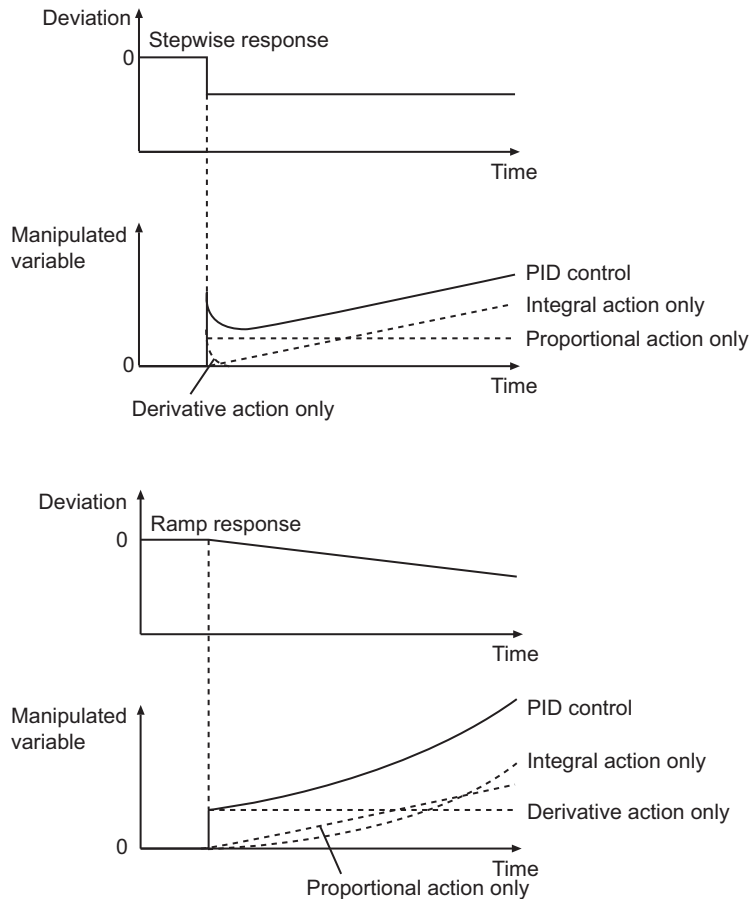 Deviation
Stepwise response
0
Time
Manipulated
variable
PID control
Integral action only
Proportional action only
0
Time
Derivative action only
Deviation
Ramp response
0
Time
Manipulated
variable
PID control
Integral action only
Derivative action only
0
Time
Proportional action only